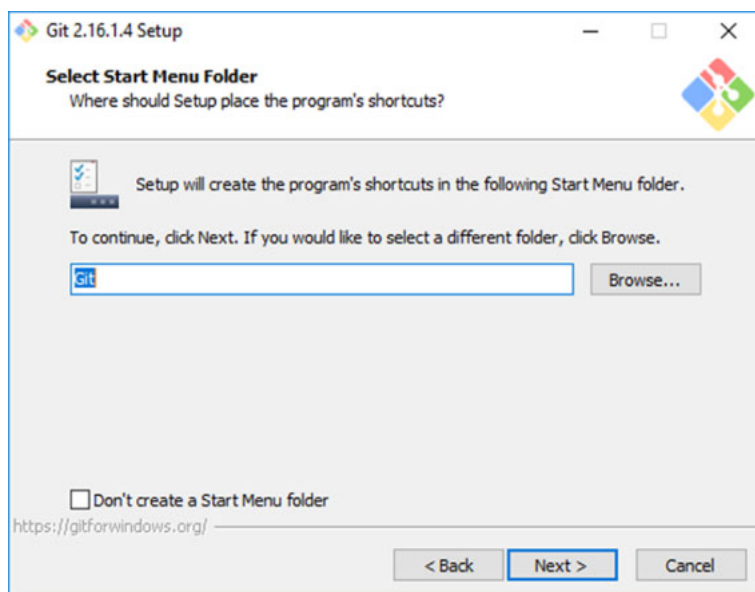 Git 2.16.1.4 Setup
Select Start Menu Folder
Where should Setup place the program's shortcuts?
Setup will create the program's shortcuts in the following Start Menu folder.
To continue, click Next. If you would like to select a different folder, click Browse.
Git
Browse...
Don't create a Start Menu folder
https://gitforwindows.org/
< Back
Next >
Cancel